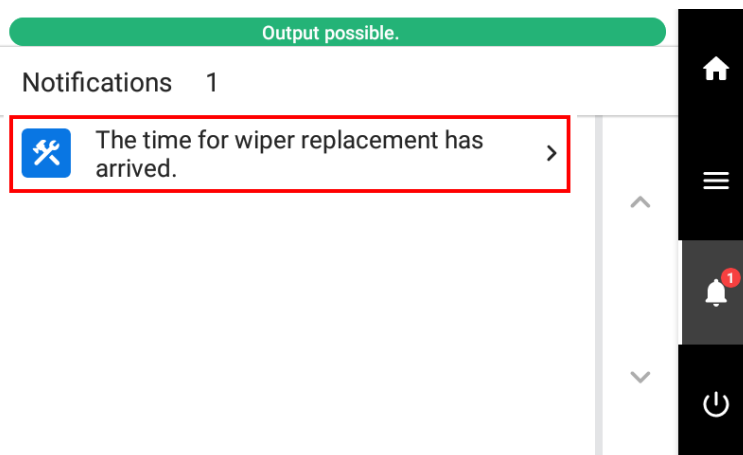 Output possible.
Notifications 1
The time for wiper replacement has
arrived.
1